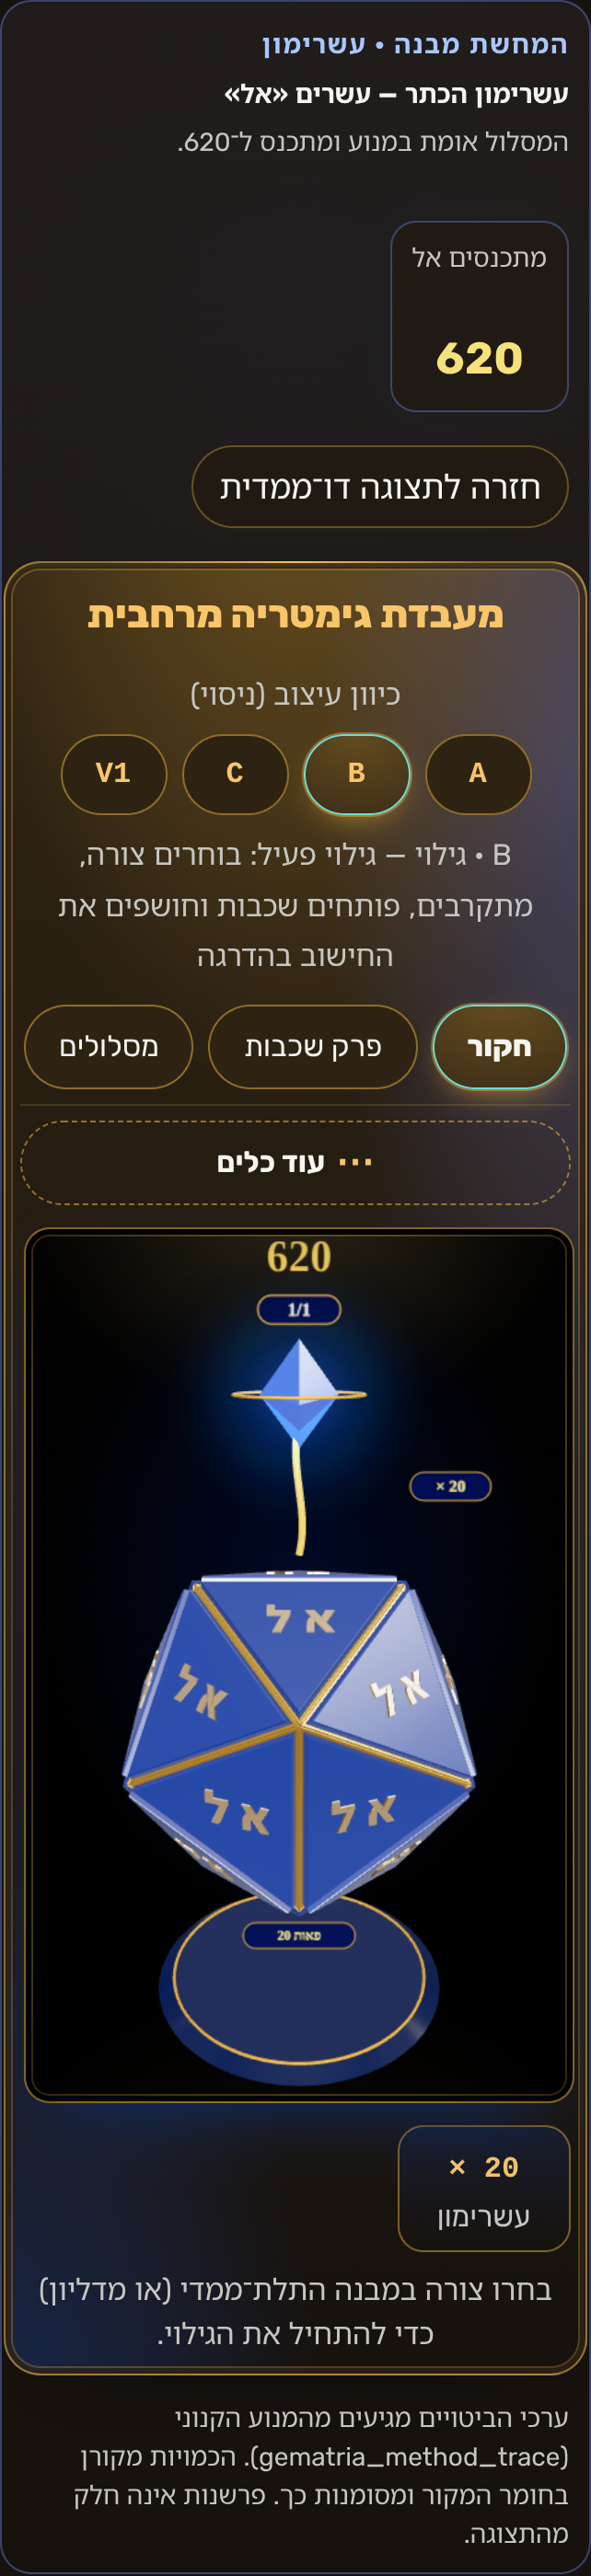 המחשת מבנה • עשרימון
עשרימון הכתר – עשרים «אל»
המסלול אומת במנוע ומתכנס ל־620.
מתכנסים אל
620
חזרה לתצוגה דו־ממדית
מעבדת גימטריה מרחבית
כיוון עיצוב (ניסוי)
A
B
C
V1
B • גילוי – גילוי פעיל: בוחרים צורה,
מתקרבים, פותחים שכבות וחושפים את
החישוב בהדרגה
חקור
פרק שכבות
מסלולים
••• עוד כלים
620
1/1
× 20
אל
אל
אל
אל
אל
20 פאות
× 20
עשרימון
בחרו צורה במבנה התלת־ממדי (או מדליון)
כדי להתחיל את הגילוי.
ערכי הביטויים מגיעים מהמנוע הקנוני
(gematria_method_trace). הכמויות מקורן
בחומר המקור ומסומנות כך. פרשנות אינה חלק
מהתצוגה.